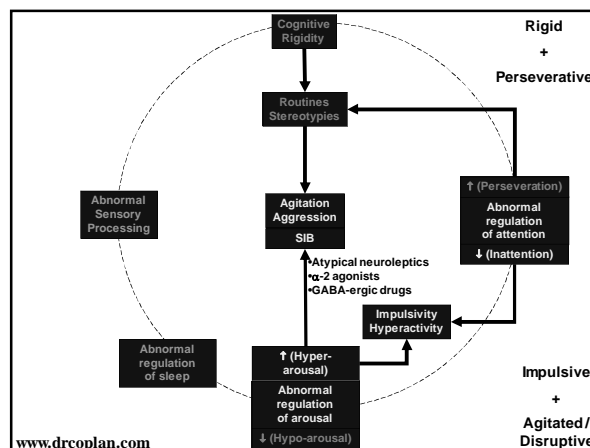 Cognitive
Rigidity
Rigid
+
Perseverative
Routines
Stereotypies
Abnormal
Sensory
Processing
Agitation
Aggression
SIB
↑ (Perseveration)
Abnormal
regulation
of attention
↓ (Inattention)
•Atypical neuroleptics
•α-2 agonists
•GABA-ergic drugs
Impulsivity
Hyperactivity
Abnormal
regulation
of sleep
↑ (Hyper-
arousal)
Abnormal
regulation
of arousal
↓ (Hypo-arousal)
Impulsive
+
Agitated/
Disruptive
www.drcoplan.com